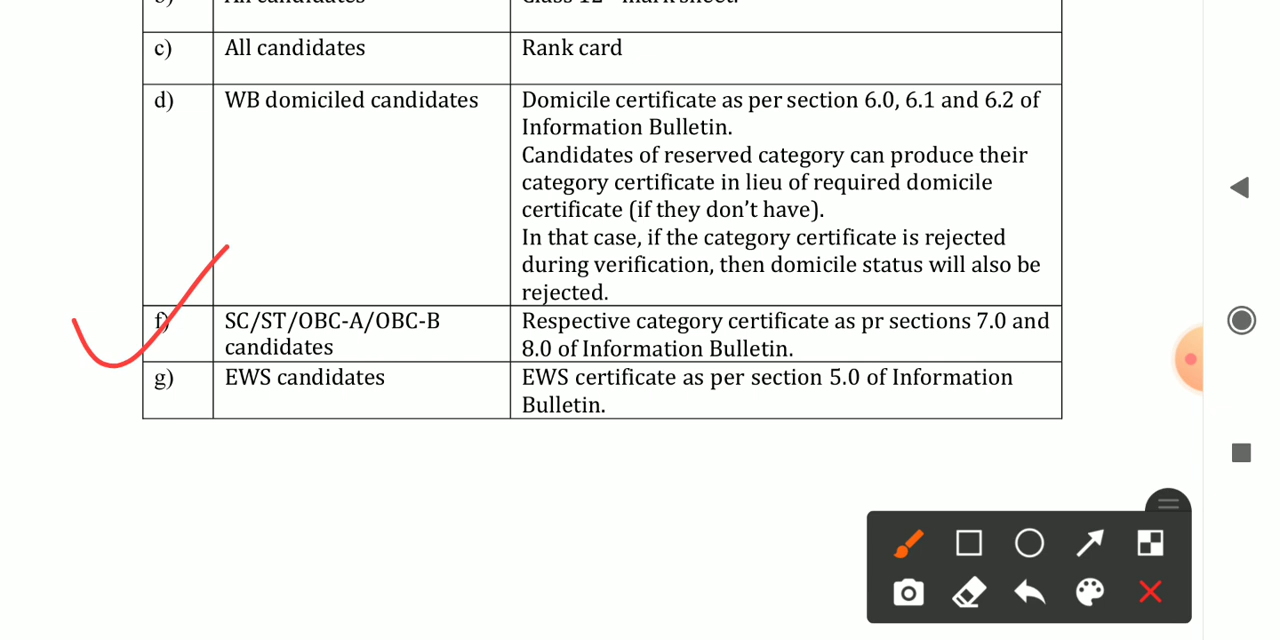 c) All candidates Rank card
d) WB domiciled candidates Domicile certificate as per section 6.0, 6.1 and 6.2 of
Information Bulletin.
Candidates of reserved category can produce their
category certificate in lieu of required domicile
certificate (if they don't have).
In that case, if the category certificate is rejected
during verification, then domicile status will also be
rejected.
f) SC/ST/OBC-A/OBC-B
candidates
Respective category certificate as pr sections 7.0 and
8.0 of Information Bulletin.
g) EWS candidates EWS certificate as per section 5.0 of Information
Bulletin.